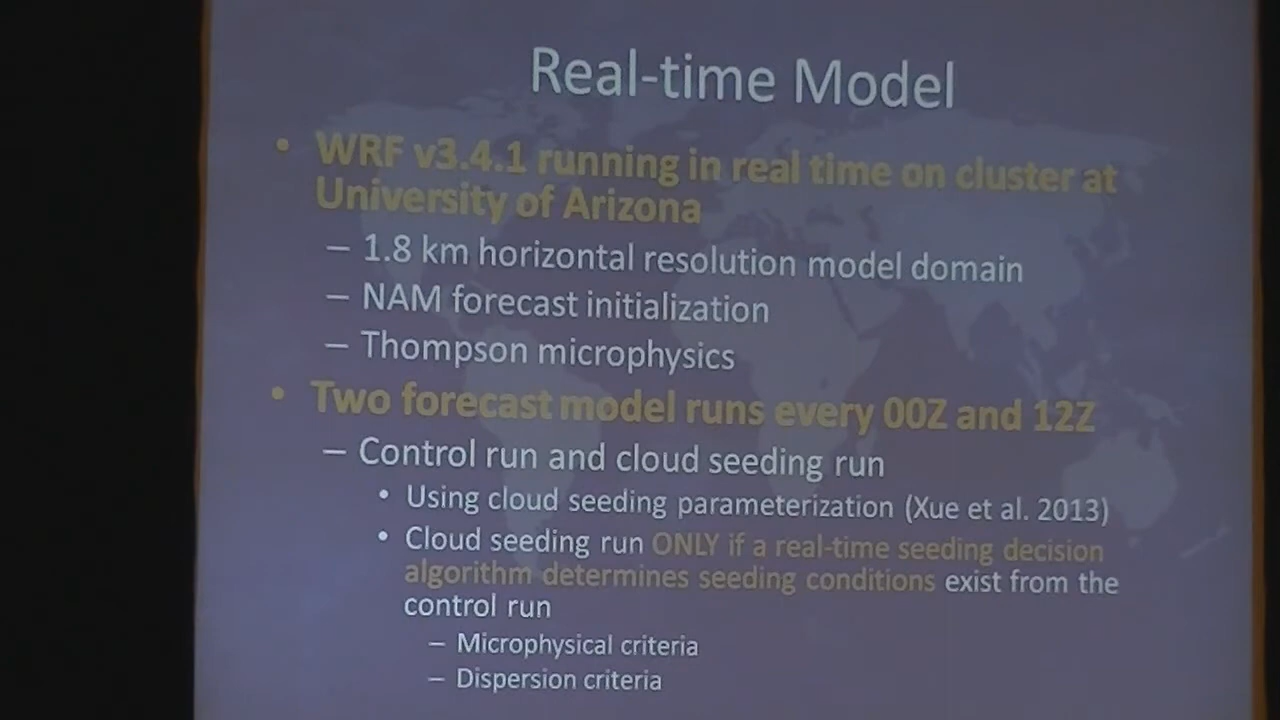 Real-time Model
• WRF v3.4.1 running in real time on cluster at
University of Arizona
– 1.8 km horizontal resolution model domain
– NAM forecast initialization
– Thompson microphysics
• Two forecast model runs every 00Z and 12Z
– Control run and cloud seeding run
• Using cloud seeding parameterization (Xue et al. 2013)
• Cloud seeding run ONLY if a real-time seeding decision
algorithm determines seeding conditions exist from the
control run
– Microphysical criteria
– Dispersion criteria